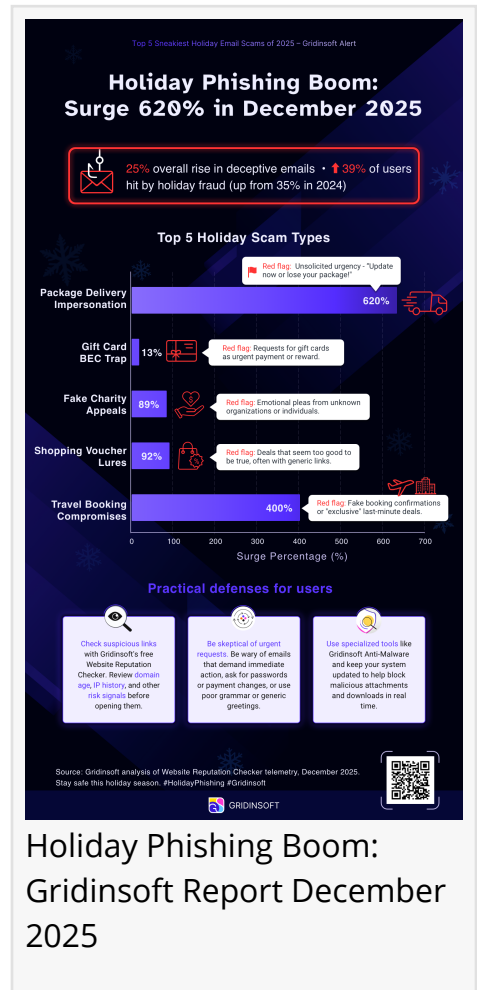 Top 5 Sneakiest Holiday Email Scams of 2025 – Gridinsoft Alert
Holiday Phishing Boom:
Surge 620% in December 2025
25% overall rise in deceptive emails • 39% of users
hit by holiday fraud (up from 35% in 2024)
Top 5 Holiday Scam Types
Red flag: Unsolicited urgency - "Update
now or lose your package!"
Package Delivery
Impersonation
620%
Gift Card
BEC Trap
13%
Red flag: Requests for gift cards
as urgent payment or reward.
Fake Charity
Appeals
89%
Red flag: Emotional pleas from unknown
organizations or individuals.
Shopping Voucher
Lures
92%
Red flag: Deals that seem too good to
be true, often with generic links.
Travel Booking
Compromises
400%
Red flag: Fake booking confirmations
or "exclusive" last-minute deals.
0 100 200 300 400 500 600 700
Surge Percentage (%)
Practical defenses for users
Check suspicious links
with Gridinsoft's free
Website Reputation
Checker. Review domain
age, IP history, and other
risk signals before
opening them.
Be skeptical of urgent
requests. Be wary of emails
that demand immediate
action, ask for passwords
or payment changes, or use
poor grammar or generic
greetings.
Use specialized tools like
Gridinsoft Anti-Malware
and keep your system
updated to help block
malicious attachments
and downloads in real
time.
Source: Gridinsoft analysis of Website Reputation Checker telemetry, December 2025.
Stay safe this holiday season. #HolidayPhishing #Gridinsoft
GRIDINSOFT
Holiday Phishing Boom:
Gridinsoft Report December
2025